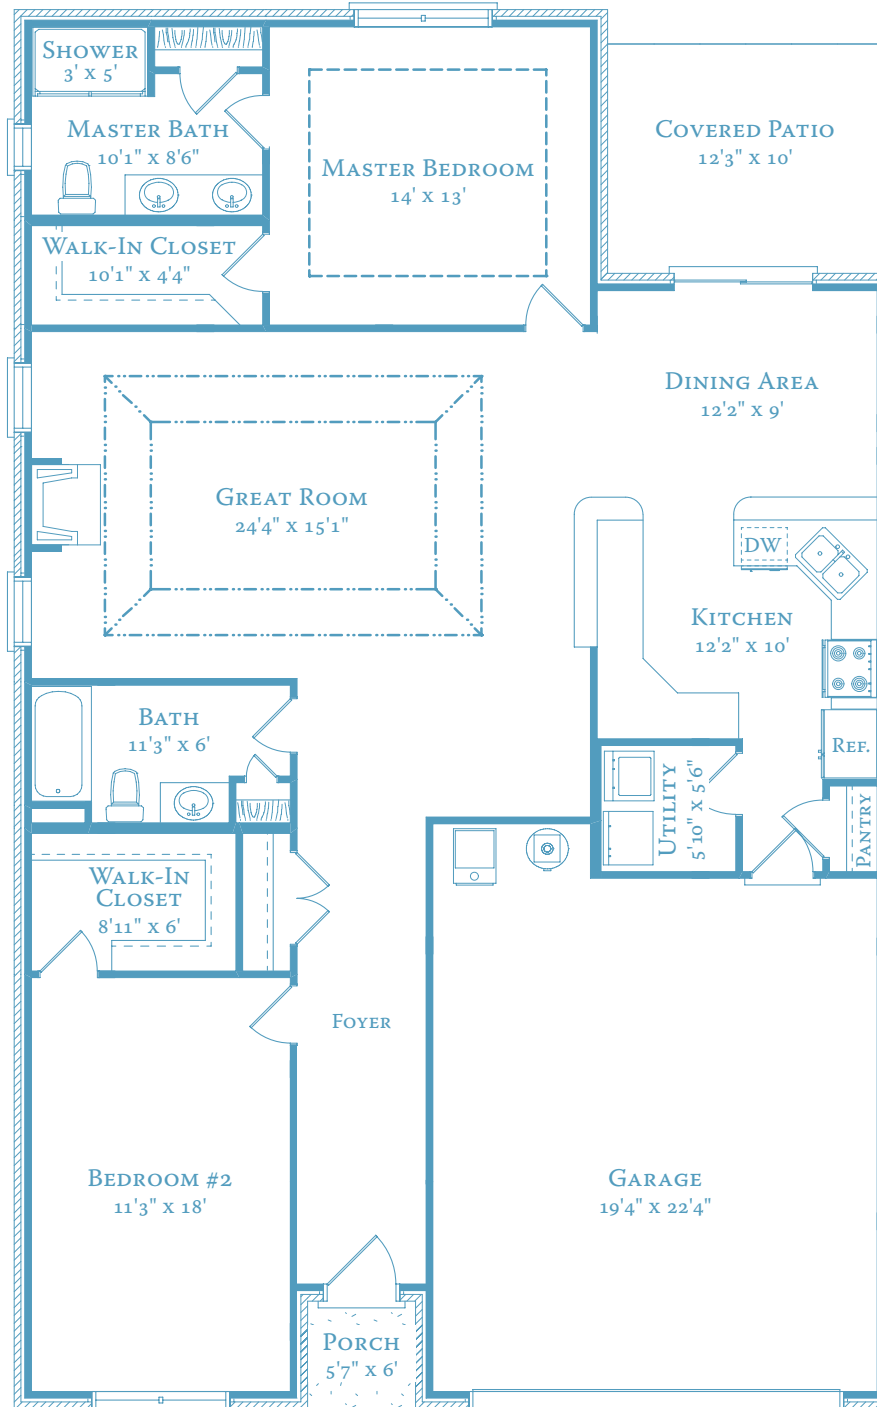 Shower
3' x 5'
Master Bath
10'1" x 8'6"
Master Bedroom
14' x 13'
Covered Patio
12'3" x 10'
Walk-In Closet
10'1" x 4'4"
Dining Area
12'2" x 9'
Great Room
24'4" x 15'1"
DW
Kitchen
12'2" x 10'
Bath
11'3" x 6'
Ref.
Utility
5'10" x 5'6"
Pantry
Walk-In
Closet
8'11" x 6'
Foyer
Bedroom #2
11'3" x 18'
Garage
19'4" x 22'4"
Porch
5'7" x 6'